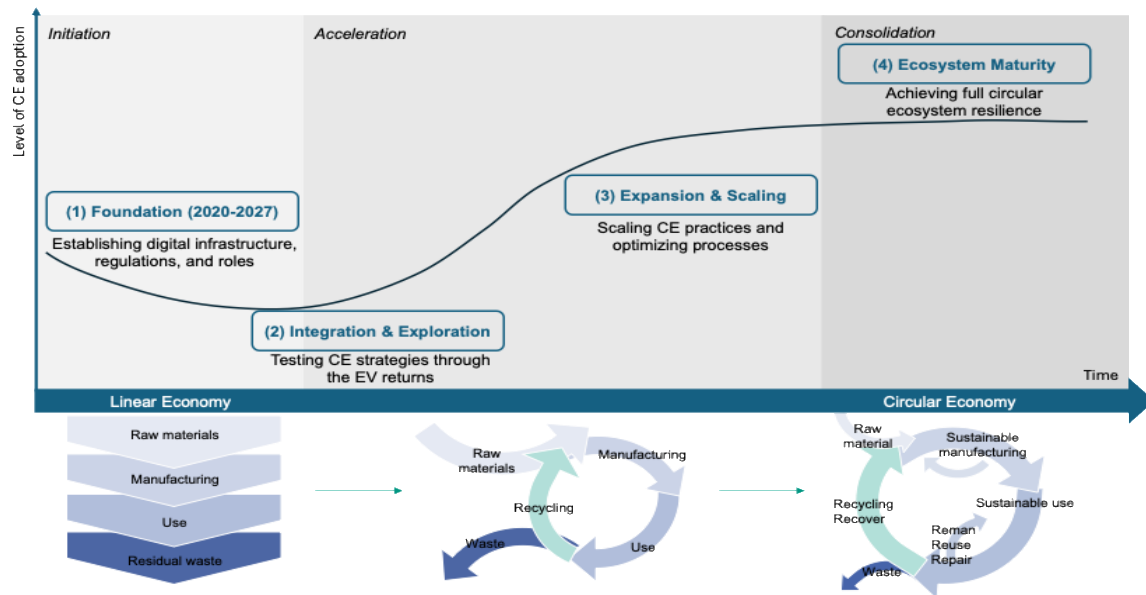 Level of CE adoption
Initiation
Acceleration
Consolidation
(4) Ecosystem Maturity
Achieving full circular
ecosystem resilience
(1) Foundation (2020-2027)
Establishing digital infrastructure,
regulations, and roles
(3) Expansion & Scaling
Scaling CE practices and
optimizing processes
(2) Integration & Exploration
Testing CE strategies through
the EV returns
Time
Linear Economy
Circular Economy
Raw materials
Manufacturing
Use
Residual waste
Raw
materials
Manufacturing
Recycling
Waste
Use
Raw
material
Sustainable
manufacturing
Sustainable use
Recycling
Recover
Reman
Reuse
Repair
Waste